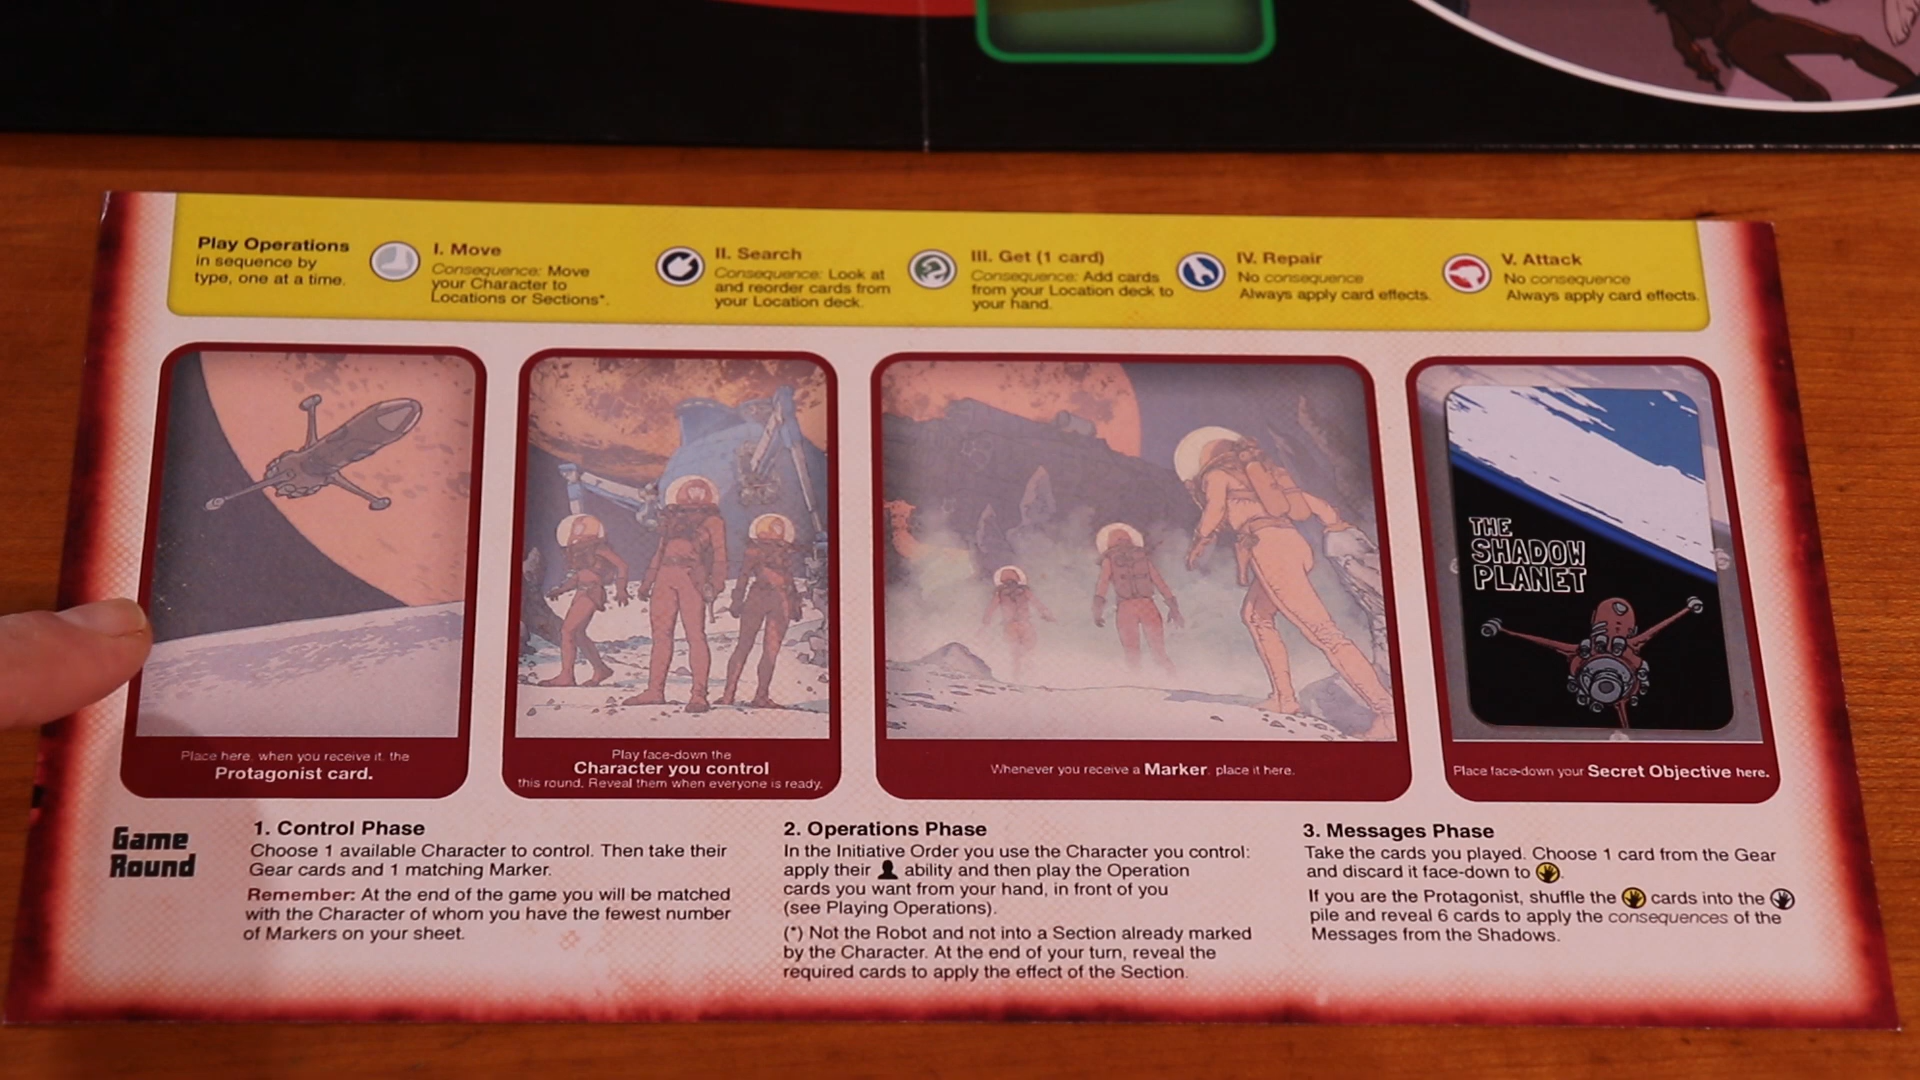 Play Operations
in sequence by
type, one at a time.
I. Move
Consequence: Move
your Character to
Locations or Sections*.
II. Search
Consequence: Look at
and reorder cards from
your Location deck.
III. Get (1 card)
Consequence: Add cards
from your Location deck to
your hand.
IV. Repair
No consequence
Always apply card effects.
V. Attack
No consequence
Always apply card effects.
THE
SHADOW
PLANET
Place here, when you receive it, the
Protagonist card.
Play face-down the
Character you control
this round. Reveal them when everyone is ready.
Whenever you receive a Marker, place it here.
Place face-down your Secret Objective here.
Game
Round
1. Control Phase
Choose 1 available Character to control. Then take their
Gear cards and 1 matching Marker.
Remember: At the end of the game you will be matched
with the Character of whom you have the fewest number
of Markers on your sheet.
2. Operations Phase
In the Initiative Order you use the Character you control:
apply their ability and then play the Operation
cards you want from your hand, in front of you
(see Playing Operations).
(*) Not the Robot and not into a Section already marked
by the Character. At the end of your turn, reveal the
required cards to apply the effect of the Section.
3. Messages Phase
Take the cards you played. Choose 1 card from the Gear
and discard it face-down to .
If you are the Protagonist, shuffle the cards into the
pile and reveal 6 cards to apply the consequences of the
Messages from the Shadows.